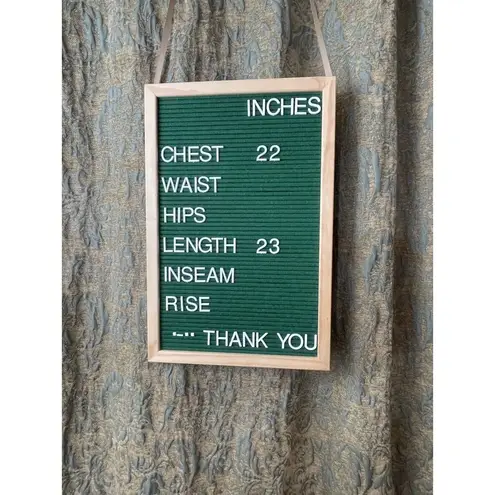 INCHES
CHEST 22
WAIST
HIPS
LENGTH 23
INSEAM
RISE
THANK YOU